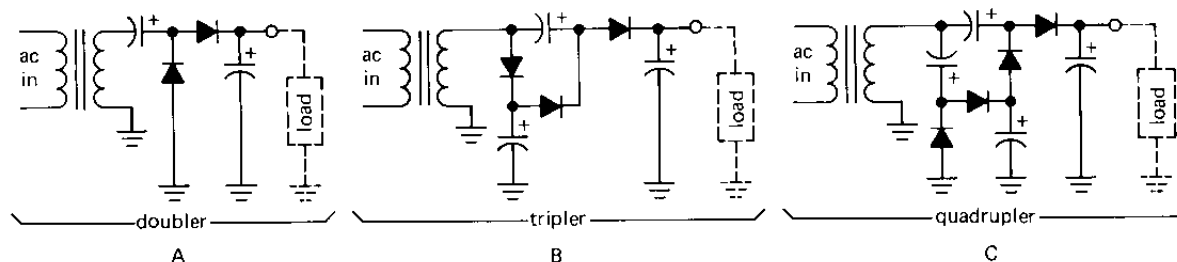 ac
in
+
+
load
doubler
A
ac
in
+
+
+
load
tripler
B
ac
in
+
+
+
+
load
quadrupler
C